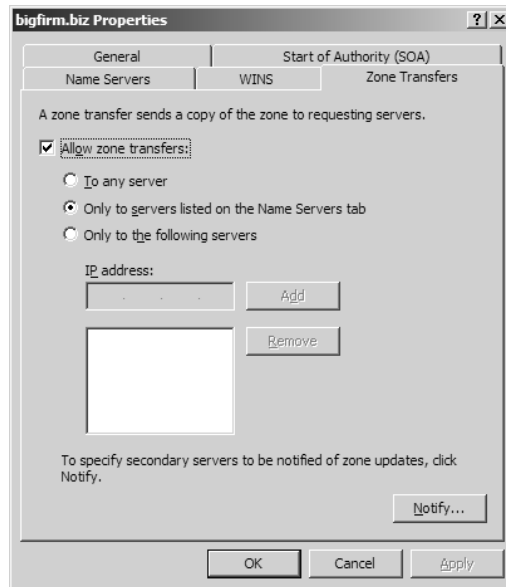 bigfirm.biz Properties
General
Start of Authority (SOA)
Name Servers
WINS
Zone Transfers
A zone transfer sends a copy of the zone to requesting servers.
Allow zone transfers:
To any server
Only to servers listed on the Name Servers tab
Only to the following servers
IP address:
Add
Remove
To specify secondary servers to be notified of zone updates, click
Notify.
Notify...
OK
Cancel
Apply